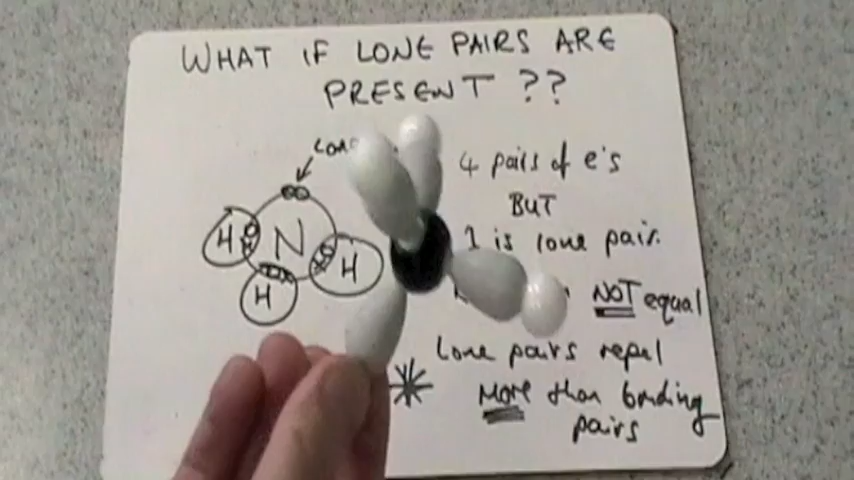 WHAT IF LONE PAIRS ARE
PRESENT ??
4 pairs of e's
BUT
1 is lone pair.
N
H
H
H
NOT equal
Lone pairs repel
More than bonding
pairs